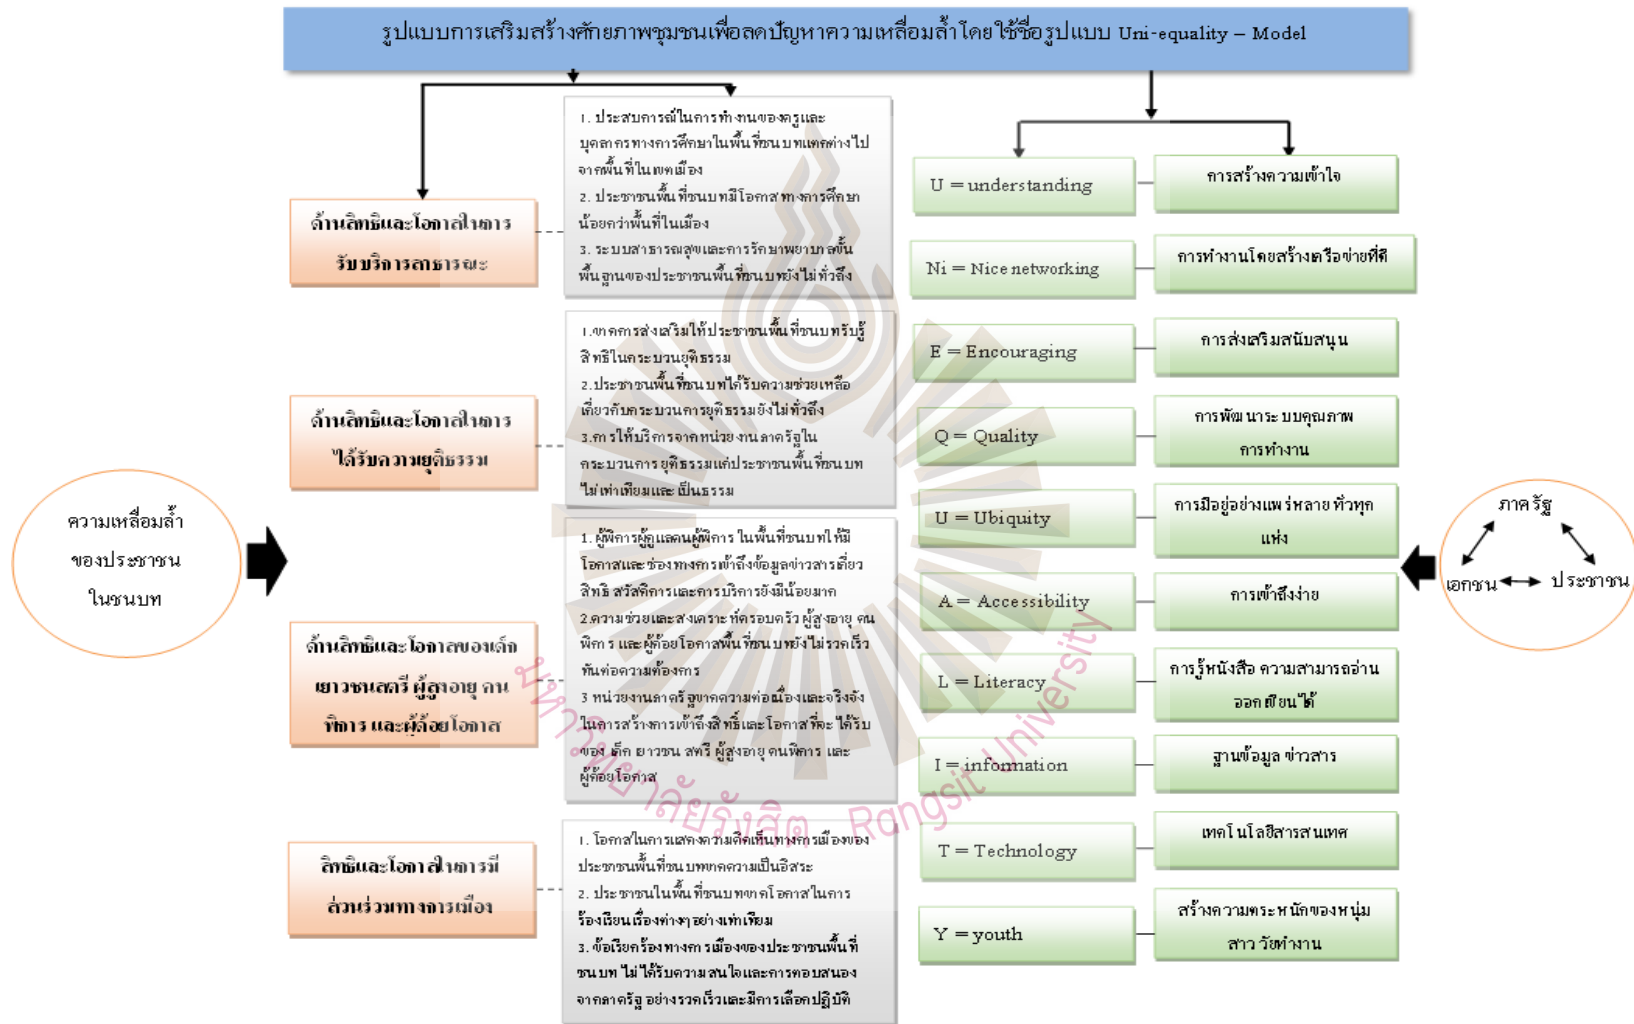 รูปแบบการเสริมสร้างศักยภาพชุมชนเพื่อลดปัญหาความเหลื่อมล้ำโดยใช้ชื่อรูปแบบ Uni-equality – Model
ความเหลื่อมล้ำ
ของประชาชน
ในชนบท
ด้านสิทธิและโอกาสในการ
รับบริการสาธารณะ
1. ประสบการณ์ในการทำงานของครูและ
บุคลากรทางการศึกษาในพื้นที่ชนบทแตกต่างไป
จากพื้นที่ในเขตเมือง
2. ประชาชนพื้นที่ชนบทมีโอกาสทางการศึกษา
น้อยกว่าพื้นที่ในเมือง
3. ระบบสาธารณสุขและการรักษาพยาบาลขั้น
พื้นฐานของประชาชนพื้นที่ชนบทยังไม่ทั่วถึง
ด้านสิทธิและโอกาสในการ
ได้รับความยุติธรรม
1.ขาดการส่งเสริมให้ประชาชนพื้นที่ชนบทรับรู้
สิทธิในกระบวนยุติธรรม
2.ประชาชนพื้นที่ชนบทได้รับความช่วยเหลือ
เกี่ยวกับกระบวนการยุติธรรมยังไม่ทั่วถึง
3.การให้บริการจากหน่วยงานภาครัฐใน
กระบวนการยุติธรรมแก่ประชาชนพื้นที่ชนบท
ไม่เท่าเทียมและเป็นธรรม
ด้านสิทธิและโอกาสของเด็ก
เยาวชนสตรี ผู้สูงอายุ คน
พิการ และผู้ด้อยโอกาส
1. ผู้พิการผู้ดูแลคนผู้พิการ ในพื้นที่ชนบทให้มี
โอกาสและช่องทางการเข้าถึงข้อมูลข่าวสารเกี่ยว
สิทธิ สวัสดิการและการบริการยังมีน้อยมาก
2.ความช่วยและสงเคราะห์ครอบครัว ผู้สูงอายุ คน
พิการ และผู้ด้อยโอกาสพื้นที่ชนบทยังไม่รวดเร็ว
ทันต่อความต้องการ
3 หน่วยงานภาครัฐขาดความต่อเนื่องและจริงจัง
ในการสร้างการเข้าถึงสิทธิ์และโอกาสที่จะได้รับ
ของ เด็ก ยาวชน สตรี ผู้สูงอายุ คนพิการ และ
ผู้ด้อยโอกาส
สิทธิและโอกาสในการมี
ส่วนร่วมทางการเมือง
1. โอกาสในการแสดงความคิดเห็นทางการเมืองของ
ประชาชนพื้นที่ชนบทขาดความเป็นอิสระ
2. ประชาชนในพื้นที่ชนบทขาดโอกาสในการ
ร้องเรียนเรื่องต่างๆอย่างเท่าเทียม
3. ข้อเรียกร้องทางการเมืองของประชาชนพื้นที่
ชนบท ไม่ได้รับความสนใจและการตอบสนอง
จากภาครัฐอย่างรวดเร็วและมีการเลือกปฏิบัติ
U = understanding
การสร้างความเข้าใจ
Ni = Nice networking
การทำงานโดยสร้างเครือข่ายที่ดี
E = Encouraging
การส่งเสริมสนับสนุน
Q = Quality
การพัฒนาระบบคุณภาพ
การทำงาน
U = Ubiquity
การมีอยู่อย่างแพร่หลาย ทั่วทุก
แห่ง
A = Accessibility
การเข้าถึงง่าย
L = Literacy
การรู้หนังสือ ความสามารถอ่าน
ออกเขียนได้
I = information
ฐานข้อมูล ข่าวสาร
T = Technology
เทคโนโลยีสารสนเทศ
Y = youth
สร้างความตระหนักของหนุ่ม
สาว วัยทำงาน
ภาครัฐ
เอกชน
ประชาชน
มหาวิทยาลัยรังสิต Rangsit University